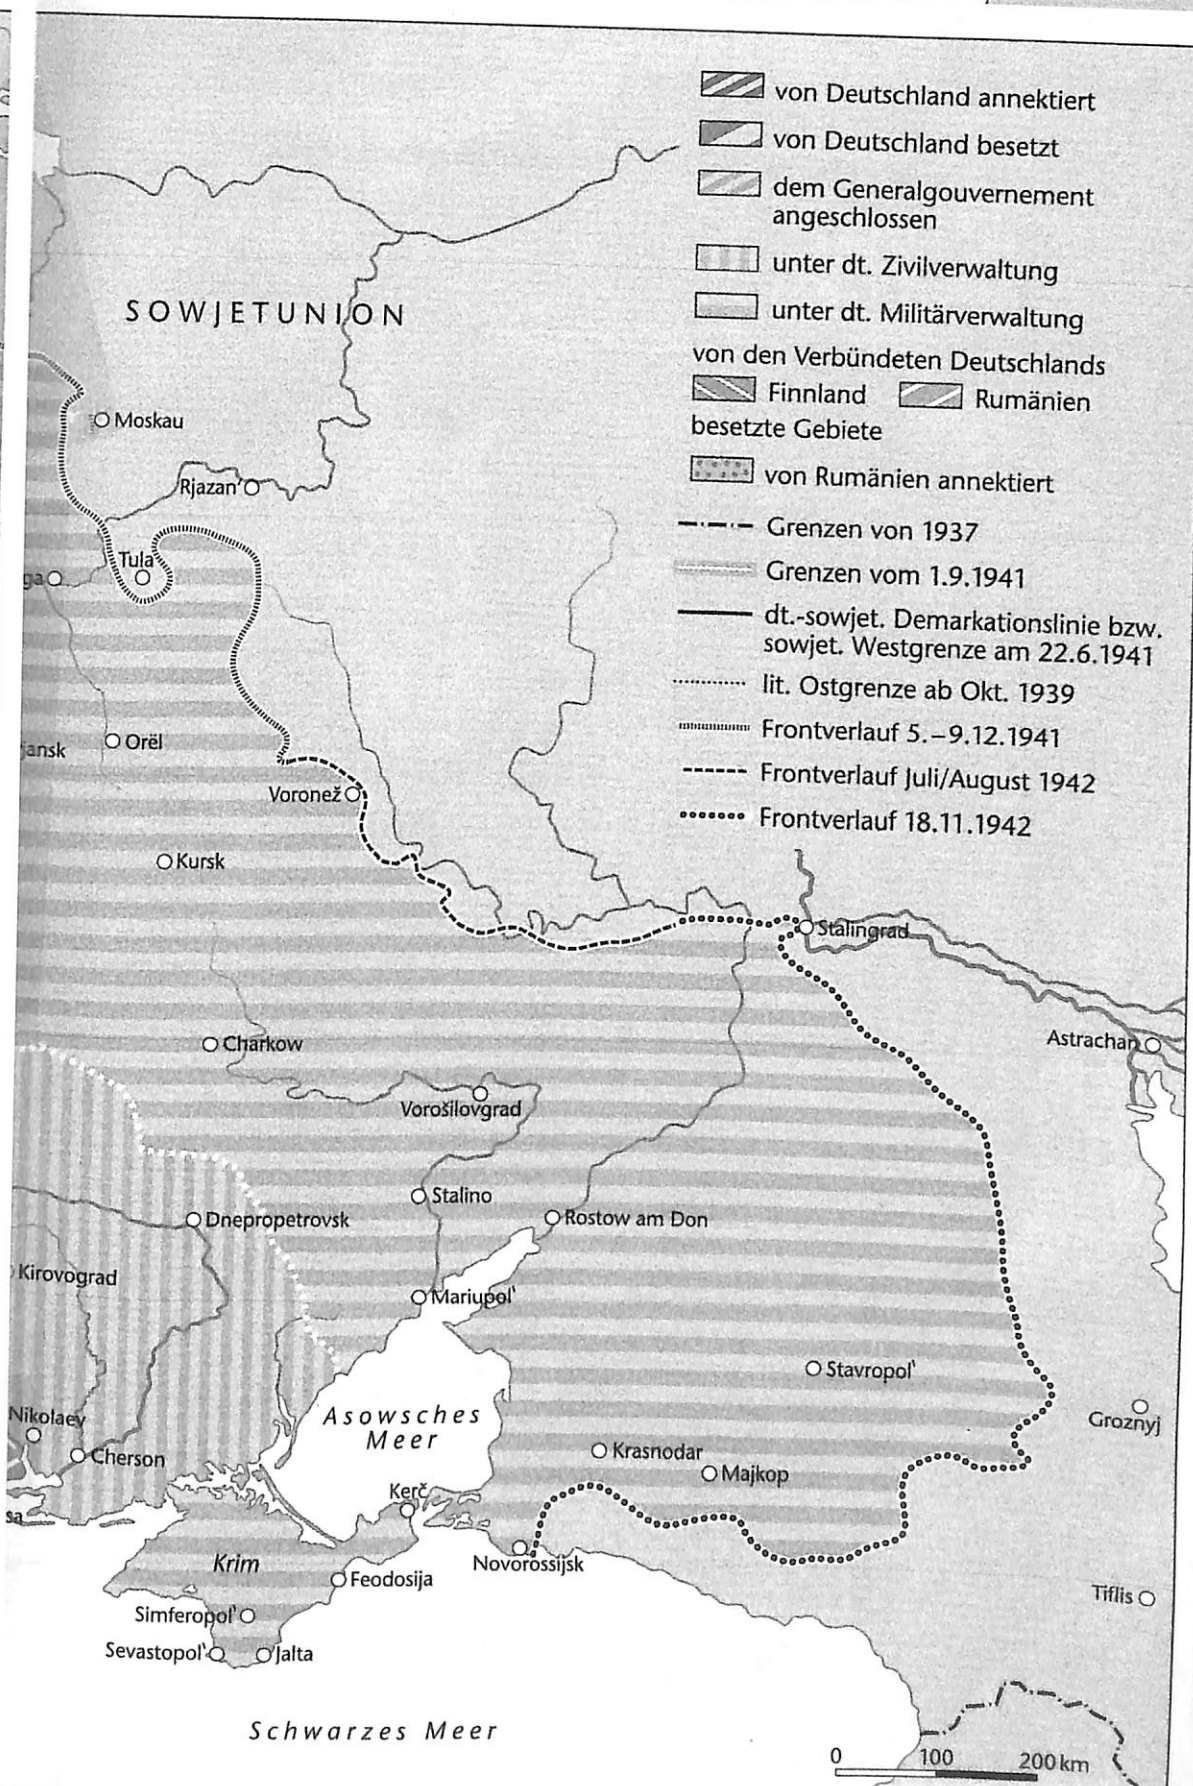 von Deutschland annektiert
von Deutschland besetzt
dem Generalgouvernement
angeschlossen
unter dt. Zivilverwaltung
unter dt. Militärverwaltung
von den Verbündeten Deutschlands
Finnland Rumänien
besetzte Gebiete
von Rumänien annektiert
Grenzen von 1937
Grenzen vom 1.9.1941
dt.-sowjet. Demarkationslinie bzw.
sowjet. Westgrenze am 22.6.1941
lit. Ostgrenze ab Okt. 1939
Frontverlauf 5.–9.12.1941
Frontverlauf Juli/August 1942
Frontverlauf 18.11.1942
SOWJETUNION
Moskau
Rjazan'
Tula
ga
Orël
jansk
Voronež
Kursk
Stalingrad
Charkow
Astrachan
Vorošilovgrad
Stalino
Dnepropetrovsk
Rostow am Don
Kirovograd
Mariupol'
Stavropol'
Asowsches
Meer
Groznyj
Nikolaev
Cherson
Krasnodar
Majkop
Kerč
sa
Krim
Novorossijsk
Feodosija
Tiflis
Simferopol'
Sevastopol'
Jalta
Schwarzes Meer
0 100 200 km